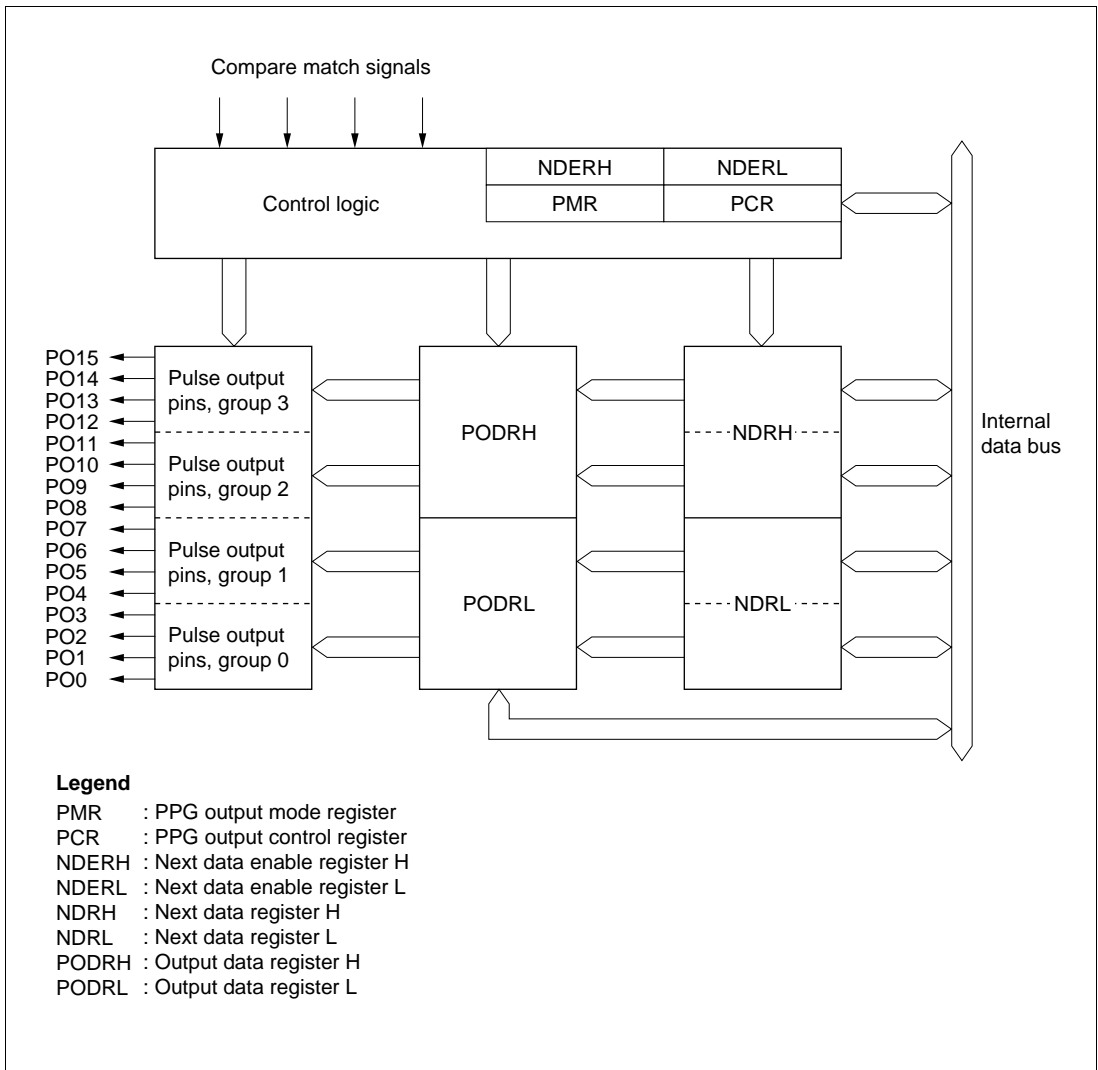 Compare match signals
NDERH NDERL
Control logic PMR PCR
PO15
PO14
PO13
PO12
PO11
PO10
PO9
PO8
PO7
PO6
PO5
PO4
PO3
PO2
PO1
PO0
Pulse output
pins, group 3
Pulse output
pins, group 2
Pulse output
pins, group 1
Pulse output
pins, group 0
PODRH
PODRL
NDRH
NDRL
Internal
data bus
Legend
PMR : PPG output mode register
PCR : PPG output control register
NDERH : Next data enable register H
NDERL : Next data enable register L
NDRH : Next data register H
NDRL : Next data register L
PODRH : Output data register H
PODRL : Output data register L